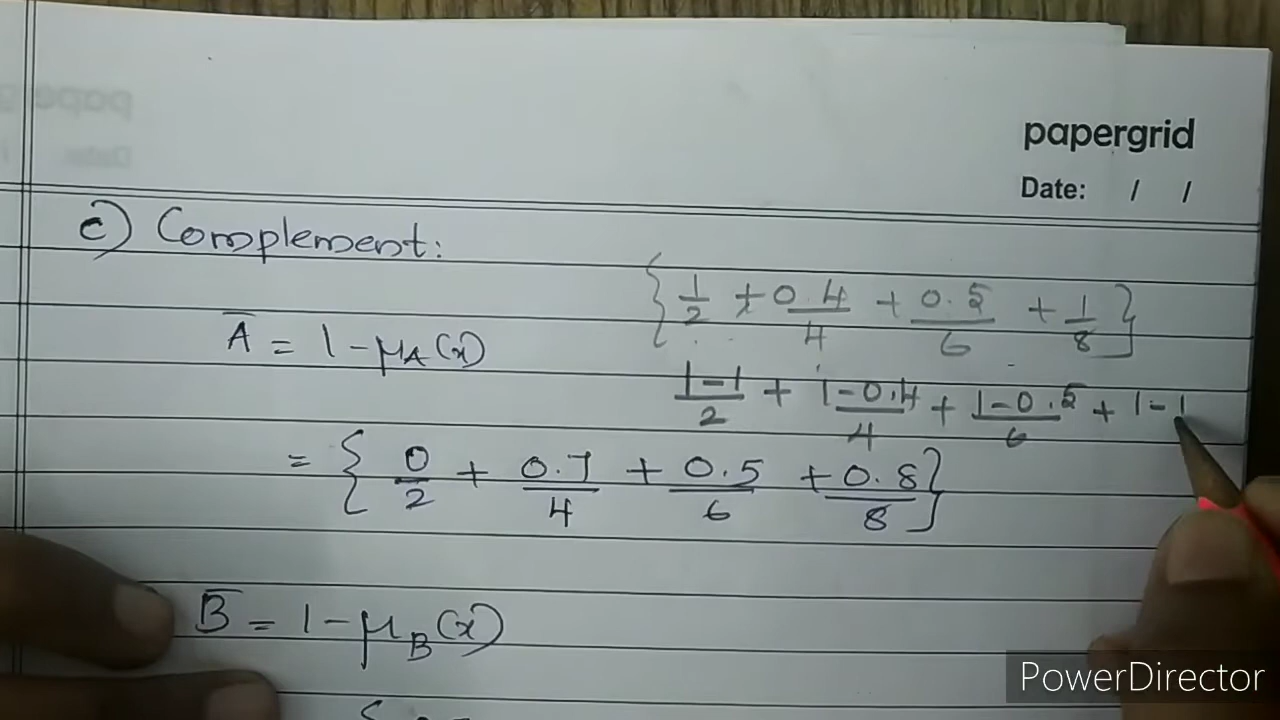 papergrid
Date: / /
c) Complement:
{1/2 + 0.4/4 + 0.5/6 + 1/8}
A̅ = 1 - μA(x)
1-1/2 + 1-0.4/4 + 1-0.5/6 + 1-1
= {0/2 + 0.7/4 + 0.5/6 + 0.8/8}
B̅ = 1 - μB(x)
PowerDirector